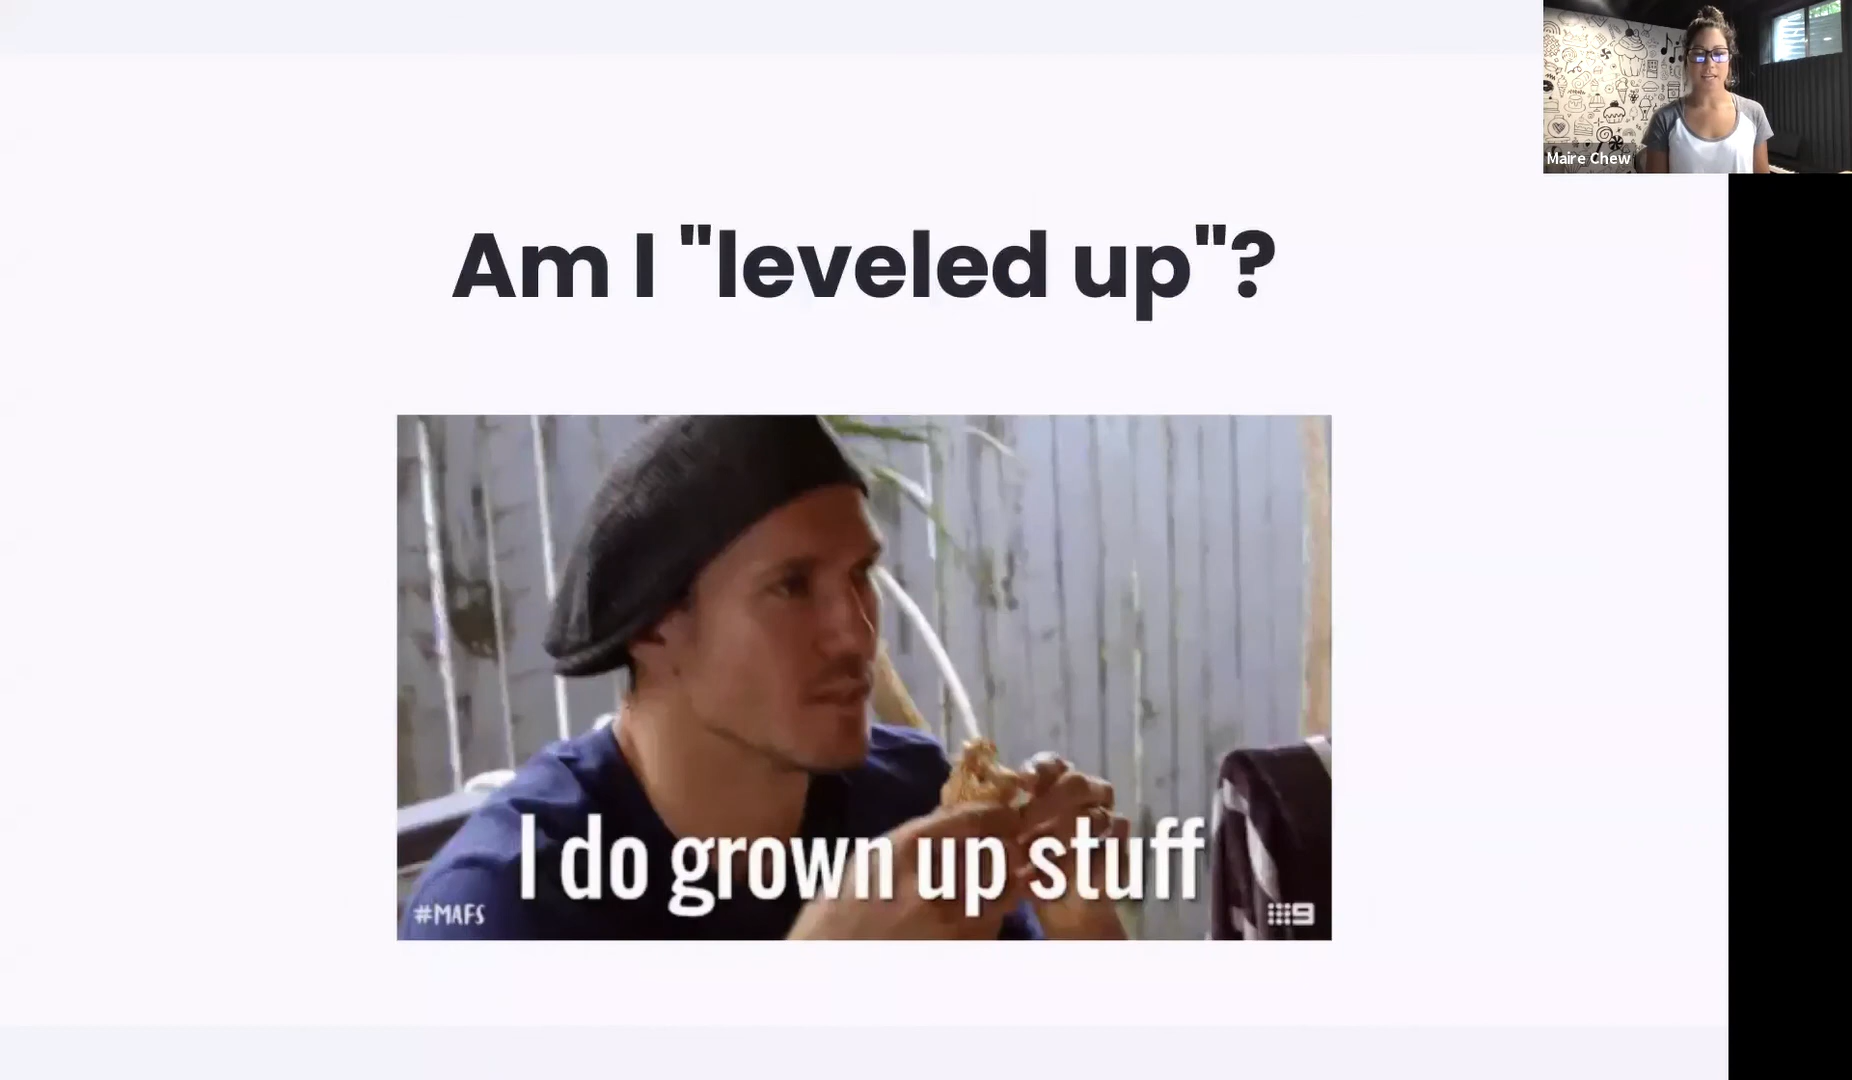 Maire Chew
Am I "leveled up"?
I do grown up stuff
#MAFS
9